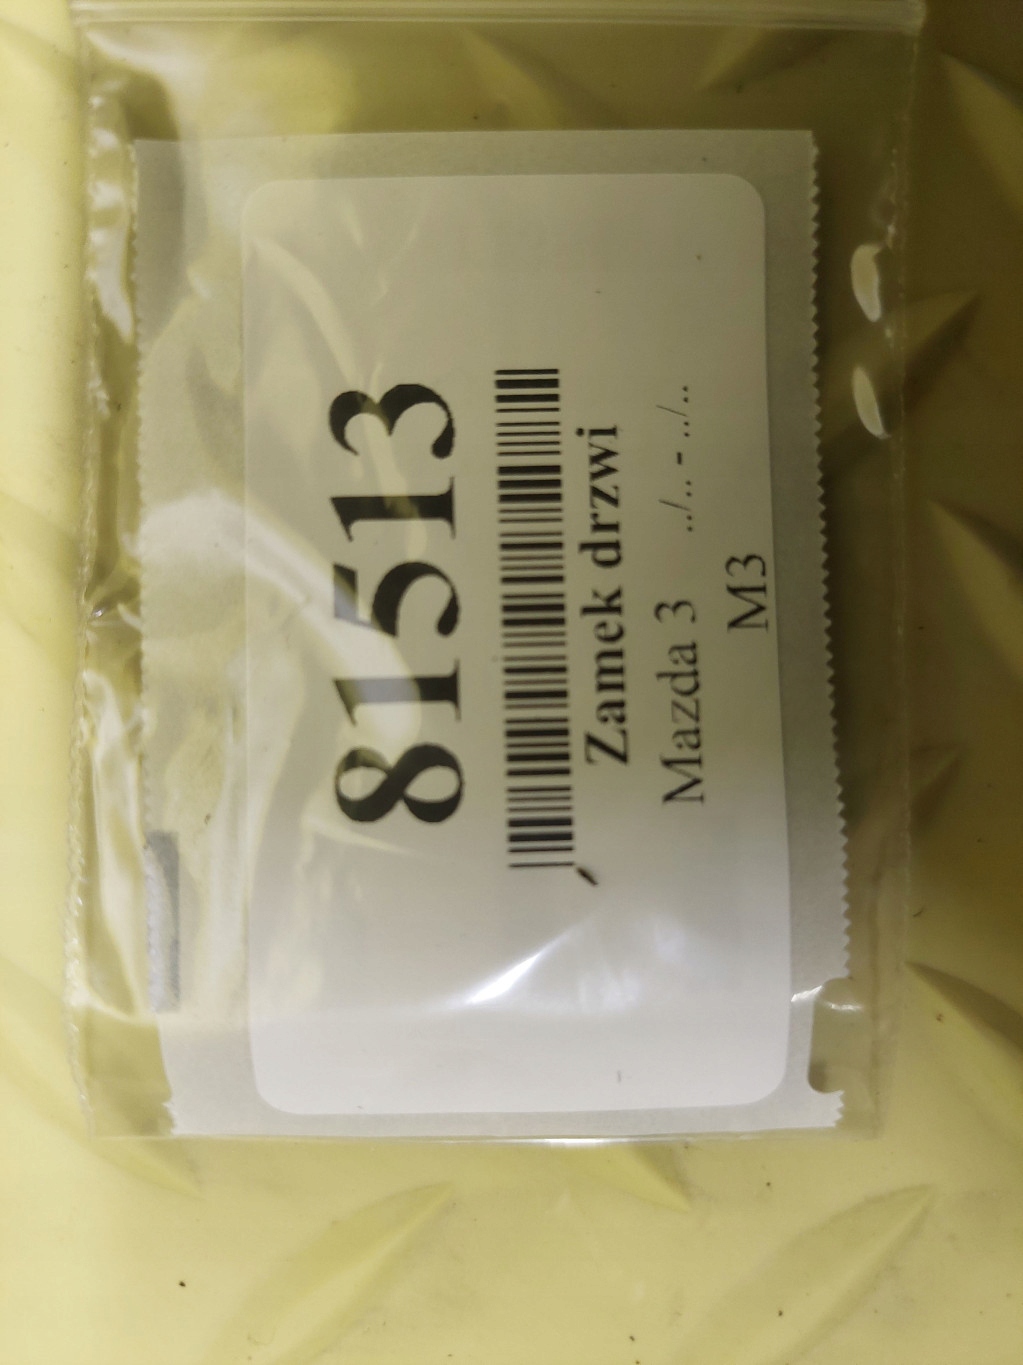 81513
Zamek drzwi
Mazda 3 ../.. - ../..
M3